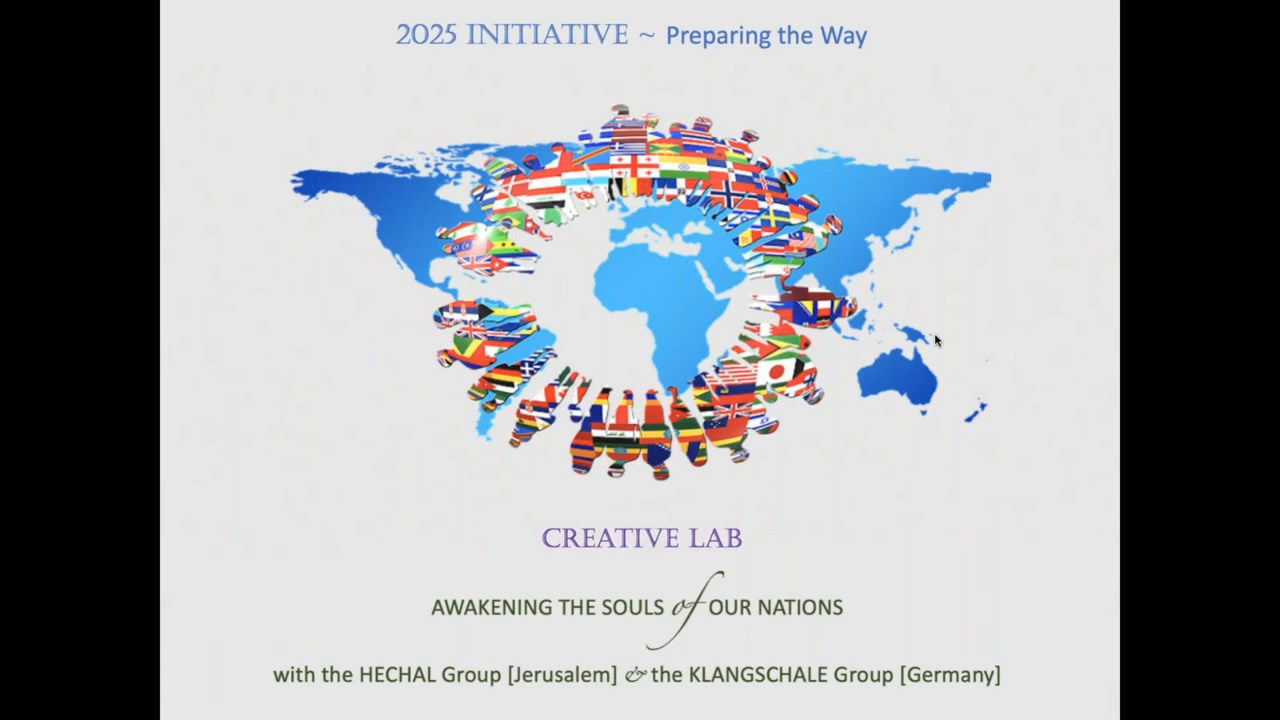 2025 INITIATIVE ~ Preparing the Way
CREATIVE LAB
AWAKENING THE SOULS of OUR NATIONS
with the HECHAL Group [Jerusalem] & the KLANGSCHALE Group [Germany]